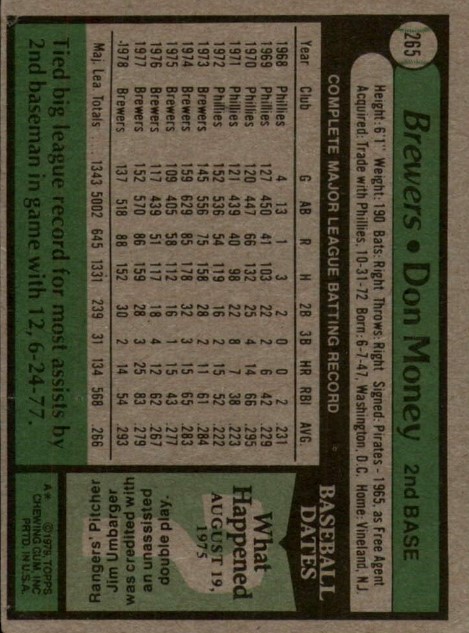 265
Brewers • Don Money 2nd BASE
Height: 6'1" Weight: 190 Bats: Right Throws: Right Signed: Pirates - 1965, as Free Agent
Acquired: Trade with Phillies, 10-31-72 Born: 6-7-47, Washington, D.C. Home: Vineland, N.J.
COMPLETE MAJOR LEAGUE BATTING RECORD
Year Club G AB R H 2B 3B HR RBI AVG.
1968 Phillies 4 13 1 3 2 0 0 2 .231
1969 Phillies 127 450 41 103 22 2 6 42 .229
1970 Phillies 120 447 66 132 25 4 14 66 .295
1971 Phillies 121 439 40 98 22 8 7 38 .223
1972 Phillies 152 536 54 119 16 2 15 52 .222
1973 Brewers 145 556 75 158 28 2 11 61 .284
1974 Brewers 159 629 85 178 32 3 15 65 .283
1975 Brewers 109 405 58 112 16 1 15 43 .277
1976 Brewers 117 439 51 117 18 4 12 62 .267
1977 Brewers 152 570 86 159 28 3 25 83 .279
1978 Brewers 137 518 88 152 30 2 14 54 .293
Maj. Lea. Totals 1343 5002 645 1331 239 31 134 568 .266
Tied big league record for most assists by
2nd baseman in game with 12, 6-24-77.
BASEBALL
DATES
What
Happened
AUGUST 19,
1975
Rangers' pitcher
Jim Umbarger
was credited with
an unassisted
double play.
A* © 1979, TOPPS
CHEWING GUM, INC.
PRTD. IN U.S.A.